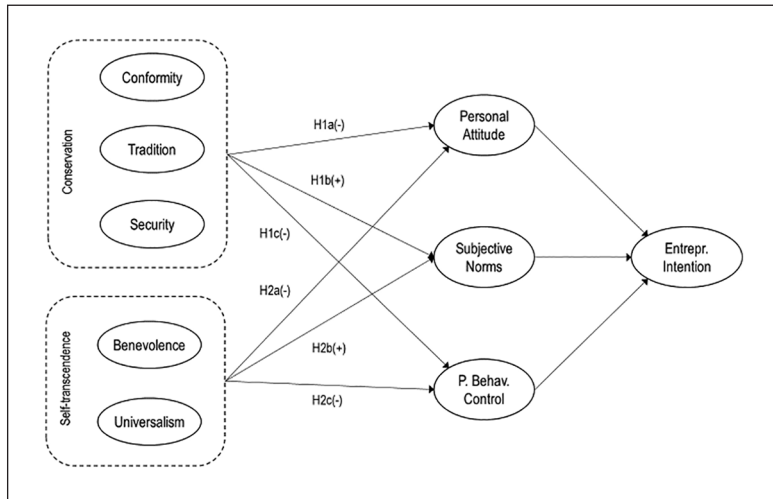 Conservation
Conformity
Tradition
Security
Self-transcendence
Benevolence
Universalism
H1a(-)
H1b(+)
H1c(-)
H2a(-)
H2b(+)
H2c(-)
Personal
Attitude
Subjective
Norms
P. Behav.
Control
Entrepr.
Intention